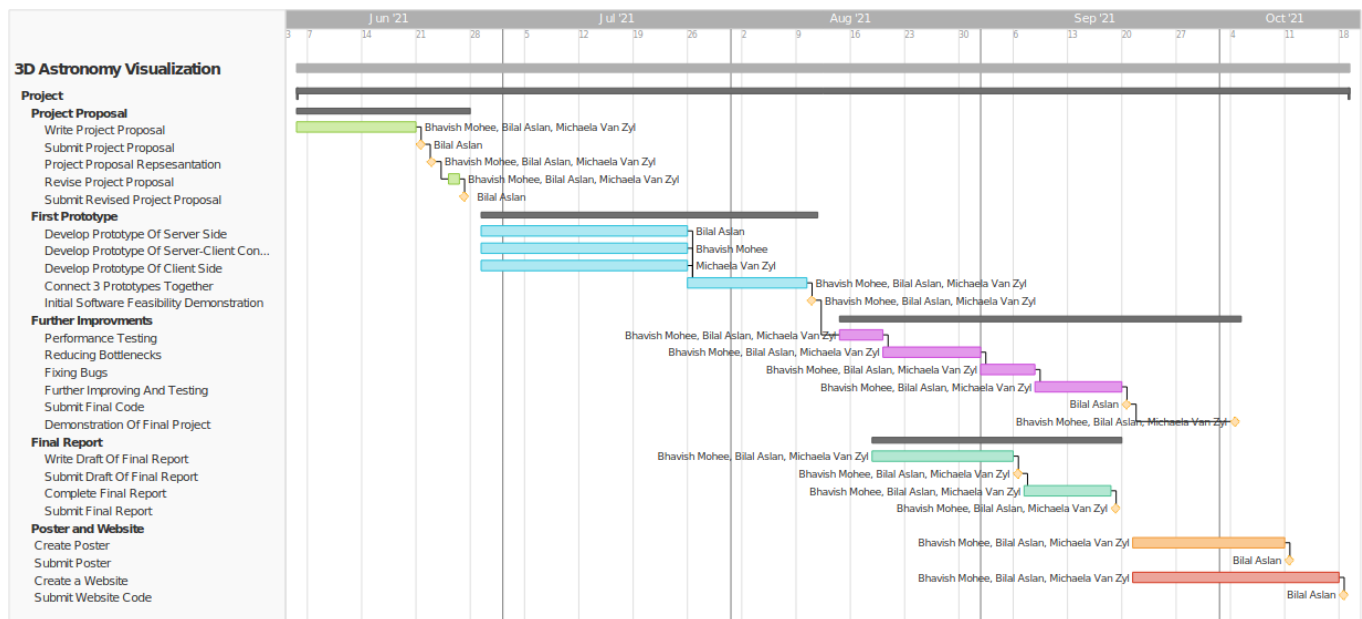 Jun '21 Jul '21 Aug '21 Sep '21 Oct '21
3 7 14 21 28 5 12 19 26 2 9 16 23 30 6 13 20 27 4 11 18
3D Astronomy Visualization
Project
Project Proposal
Write Project Proposal Bhavish Mohee, Bilal Aslan, Michaela Van Zyl
Submit Project Proposal Bilal Aslan
Project Proposal Repsesantation Bhavish Mohee, Bilal Aslan, Michaela Van Zyl
Revise Project Proposal Bhavish Mohee, Bilal Aslan, Michaela Van Zyl
Submit Revised Project Proposal Bilal Aslan
First Prototype
Develop Prototype Of Server Side Bilal Aslan
Develop Prototype Of Server-Client Con... Bhavish Mohee
Develop Prototype Of Client Side Michaela Van Zyl
Connect 3 Prototypes Together Bhavish Mohee, Bilal Aslan, Michaela Van Zyl
Initial Software Feasibility Demonstration Bhavish Mohee, Bilal Aslan, Michaela Van Zyl
Further Improvments
Performance Testing Bhavish Mohee, Bilal Aslan, Michaela Van Zyl
Reducing Bottlenecks Bhavish Mohee, Bilal Aslan, Michaela Van Zyl
Fixing Bugs Bhavish Mohee, Bilal Aslan, Michaela Van Zyl
Further Improving And Testing Bhavish Mohee, Bilal Aslan, Michaela Van Zyl
Submit Final Code Bilal Aslan
Demonstration Of Final Project Bhavish Mohee, Bilal Aslan, Michaela Van Zyl
Final Report
Write Draft Of Final Report Bhavish Mohee, Bilal Aslan, Michaela Van Zyl
Submit Draft Of Final Report Bhavish Mohee, Bilal Aslan, Michaela Van Zyl
Complete Final Report Bhavish Mohee, Bilal Aslan, Michaela Van Zyl
Submit Final Report Bhavish Mohee, Bilal Aslan, Michaela Van Zyl
Poster and Website
Create Poster Bhavish Mohee, Bilal Aslan, Michaela Van Zyl
Submit Poster Bilal Aslan
Create a Website Bhavish Mohee, Bilal Aslan, Michaela Van Zyl
Submit Website Code Bilal Aslan